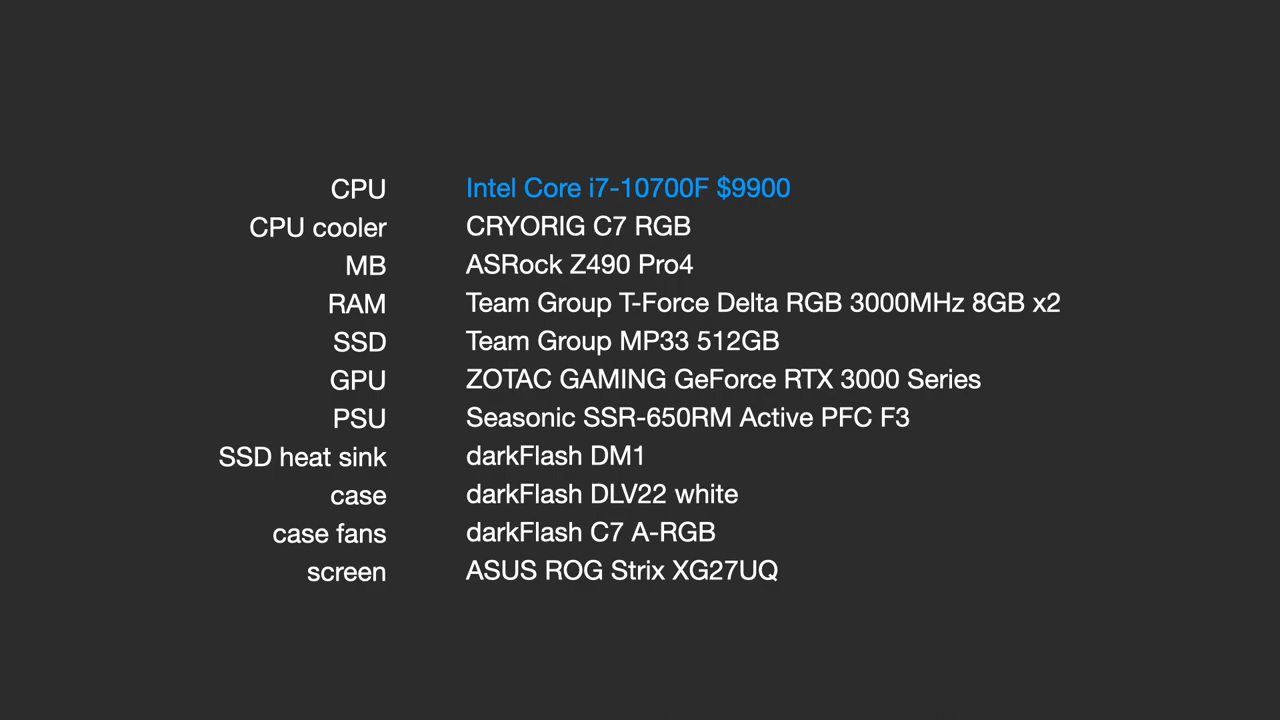 CPU Intel Core i7-10700F $9900
CPU cooler CRYORIG C7 RGB
MB ASRock Z490 Pro4
RAM Team Group T-Force Delta RGB 3000MHz 8GB x2
SSD Team Group MP33 512GB
GPU ZOTAC GAMING GeForce RTX 3000 Series
PSU Seasonic SSR-650RM Active PFC F3
SSD heat sink darkFlash DM1
case darkFlash DLV22 white
case fans darkFlash C7 A-RGB
screen ASUS ROG Strix XG27UQ